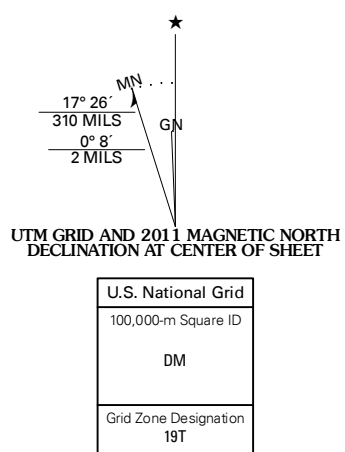 ★
MN
GN
17° 26´
310 MILS
0° 8´
2 MILS
UTM GRID AND 2011 MAGNETIC NORTH
DECLINATION AT CENTER OF SHEET
U.S. National Grid
100,000-m Square ID
DM
Grid Zone Designation
19T